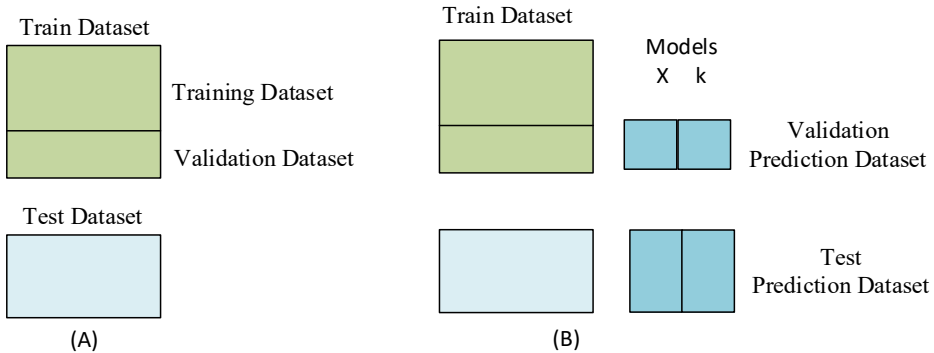 Train Dataset
Training Dataset
Validation Dataset
Test Dataset
(A)
Train Dataset
Models
X k
Validation
Prediction Dataset
Test
Prediction Dataset
(B)